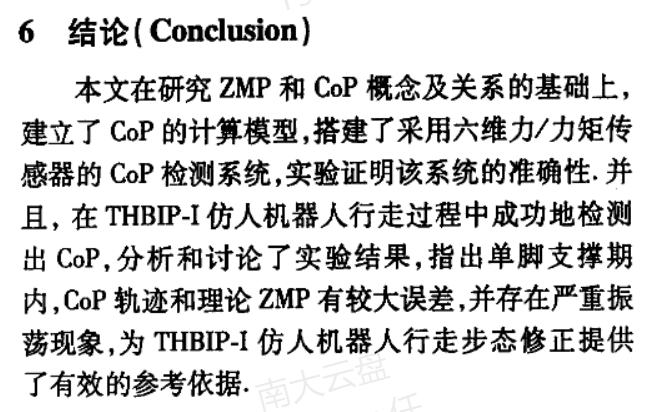 6 结论(Conclusion)
本文在研究 ZMP 和 CoP 概念及关系的基础上,
建立了 CoP 的计算模型,搭建了采用六维力/力矩传
感器的 CoP 检测系统,实验证明该系统的准确性. 并
且, 在 THBIP-I 仿人机器人行走过程中成功地检测
出 CoP,分析和讨论了实验结果,指出单脚支撑期
内,CoP 轨迹和理论 ZMP 有较大误差,并存在严重振
荡现象,为 THBIP-I 仿人机器人行走步态修正提供
了有效的参考依据.
南大云盘